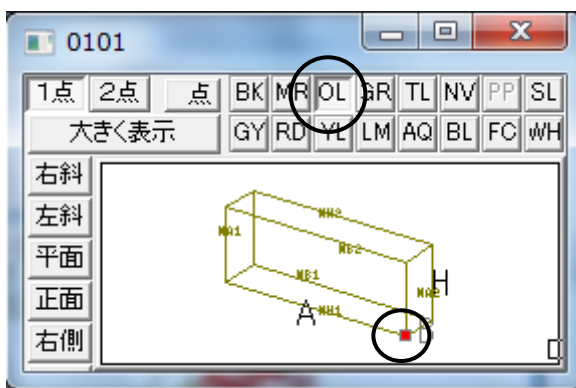 0101
1点 2点 点 BK MR OL GR TL NV PP SL
大きく表示 GY RD YL LM AQ BL FC WH
右斜
左斜
平面
正面
右側
WH2
WA1
WB2
WB1
WA2
H
A
WH1
D